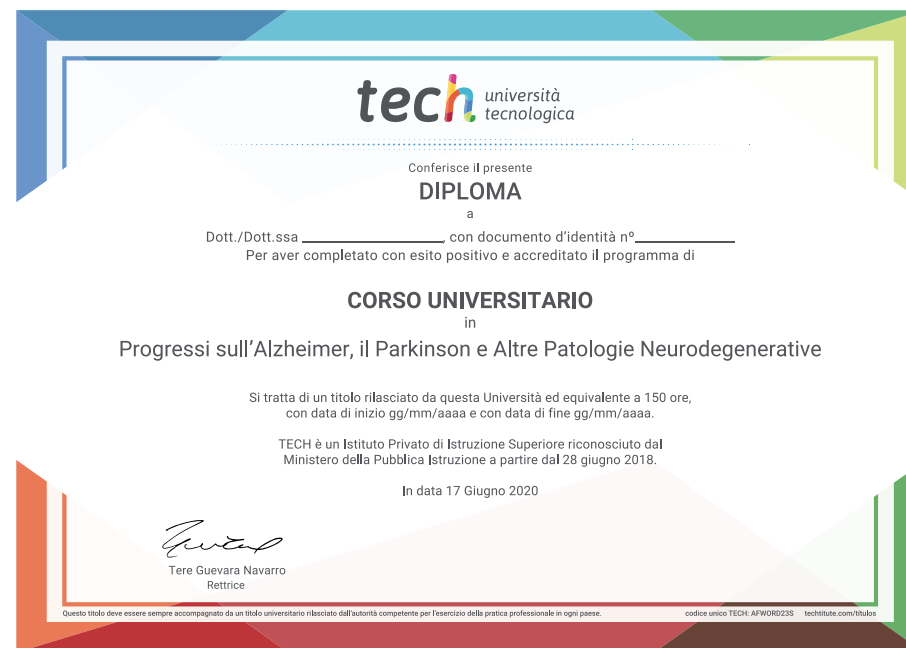 tech università
tecnologica
Conferisce il presente
DIPLOMA
a
Dott./Dott.ssa ________________, con documento d'identità nº____________
Per aver completato con esito positivo e accreditato il programma di
CORSO UNIVERSITARIO
in
Progressi sull'Alzheimer, il Parkinson e Altre Patologie Neurodegenerative
Si tratta di un titolo rilasciato da questa Università ed equivalente a 150 ore,
con data di inizio gg/mm/aaaa e con data di fine gg/mm/aaaa.
TECH è un Istituto Privato di Istruzione Superiore riconosciuto dal
Ministero della Pubblica Istruzione a partire dal 28 giugno 2018.
In data 17 Giugno 2020
Tere Guevara Navarro
Rettrice
Questo titolo deve essere sempre accompagnato da un titolo universitario rilasciato dall'autorità competente per l'esercizio della pratica professionale in ogni paese. codice unico TECH: AFWORD23S techtitute.com/títulos